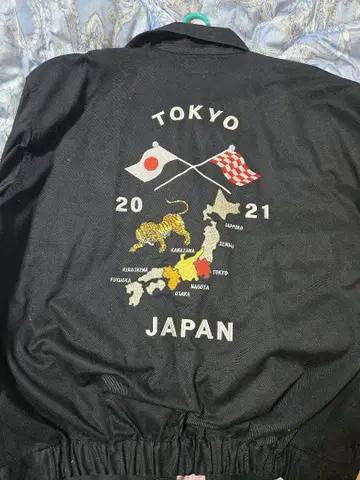 TOKYO
20 21
SAPPORO
SENDAI
KANAZAWA
HIROSHIMA
TOKYO
FUKUOKA
NAGOYA
OSAKA
JAPAN